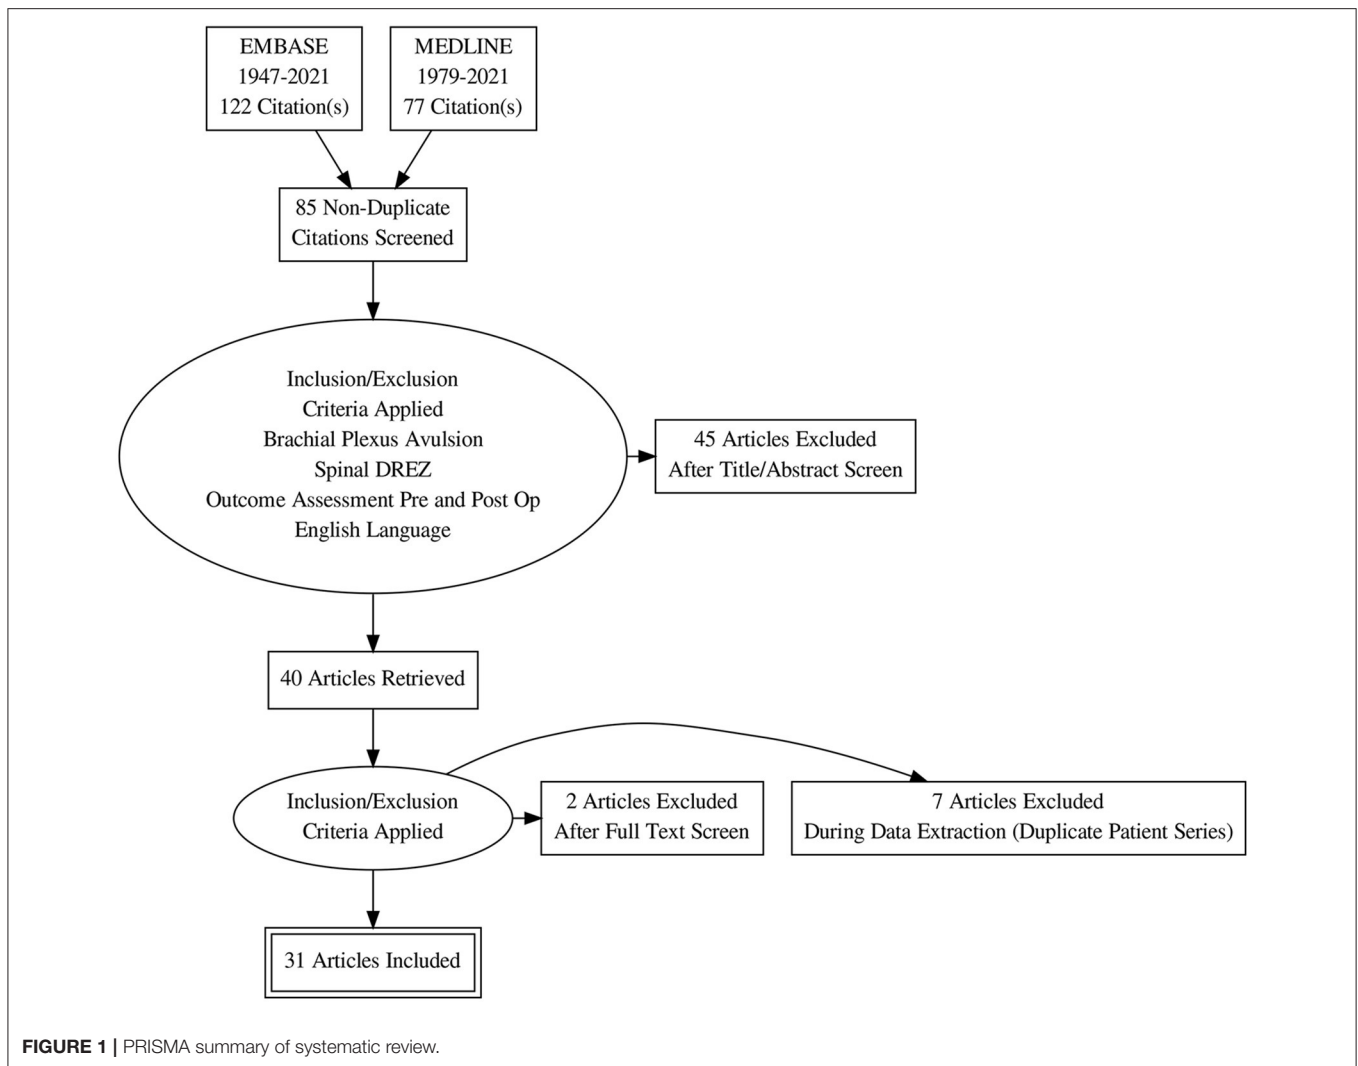 EMBASE
1947-2021
122 Citation(s)
MEDLINE
1979-2021
77 Citation(s)
85 Non-Duplicate
Citations Screened
Inclusion/Exclusion
Criteria Applied
Brachial Plexus Avulsion
Spinal DREZ
Outcome Assessment Pre and Post Op
English Language
45 Articles Excluded
After Title/Abstract Screen
40 Articles Retrieved
Inclusion/Exclusion
Criteria Applied
2 Articles Excluded
After Full Text Screen
7 Articles Excluded
During Data Extraction (Duplicate Patient Series)
31 Articles Included
FIGURE 1 | PRISMA summary of systematic review.